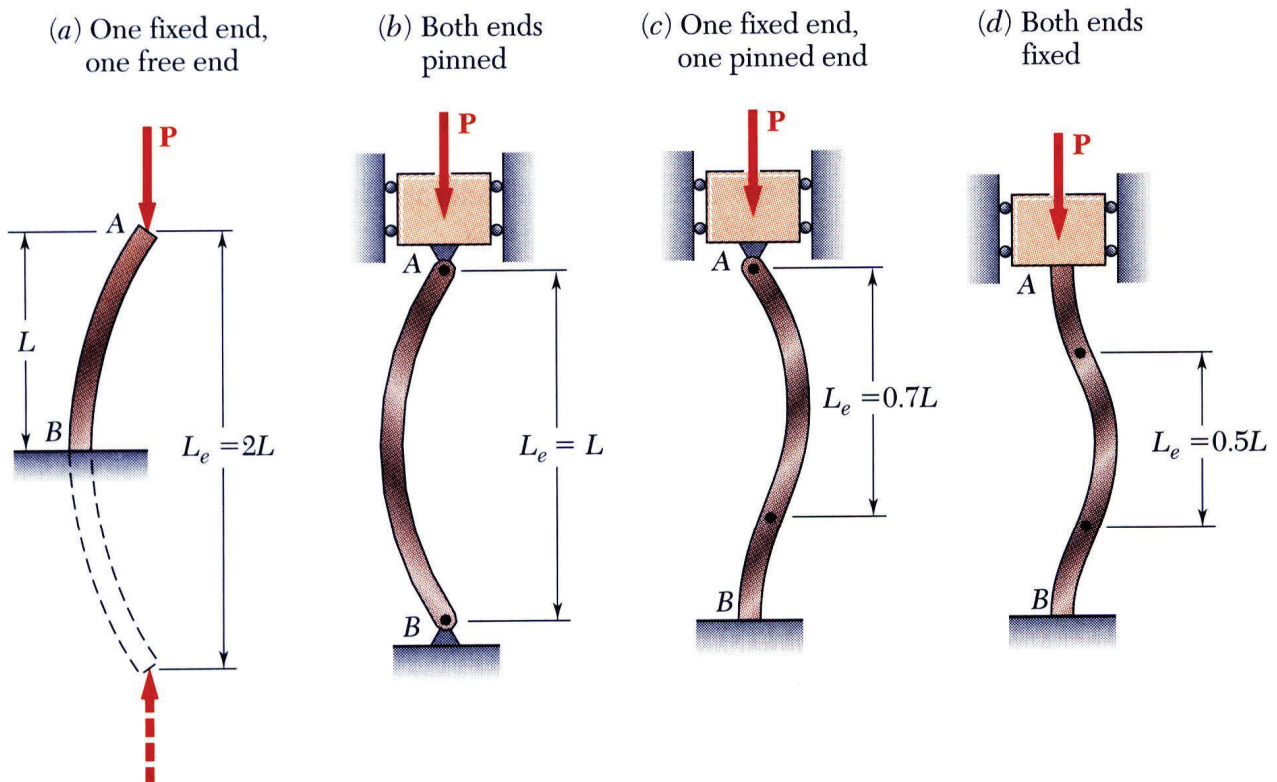 (a) One fixed end,
one free end
(b) Both ends
pinned
(c) One fixed end,
one pinned end
(d) Both ends
fixed
P
A
L
B
L_e = 2L
P
A
L_e = L
B
P
A
L_e = 0.7L
B
P
A
L_e = 0.5L
B